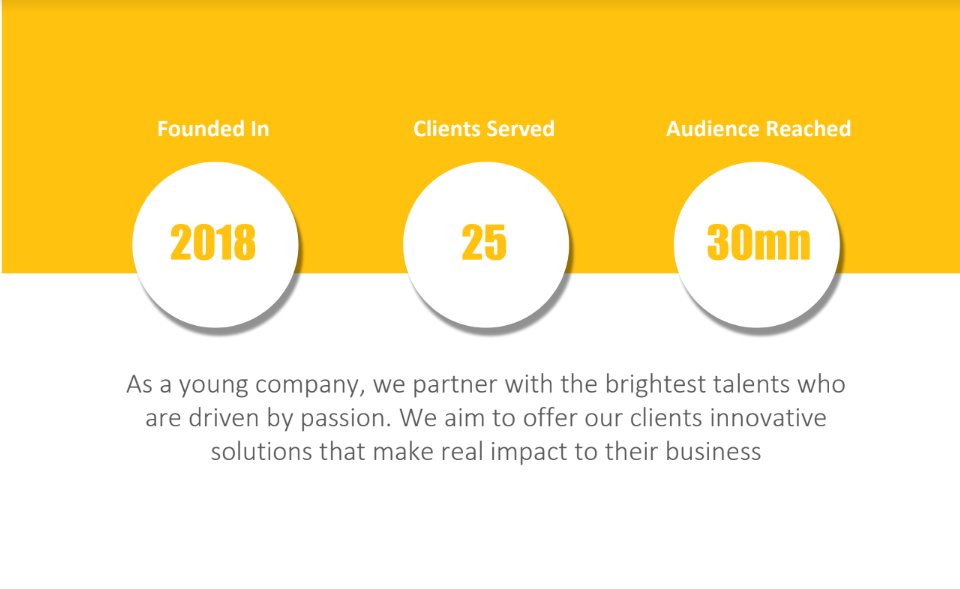 Founded In
Clients Served
Audience Reached
2018
25
30mn
As a young company, we partner with the brightest talents who
are driven by passion. We aim to offer our clients innovative
solutions that make real impact to their business